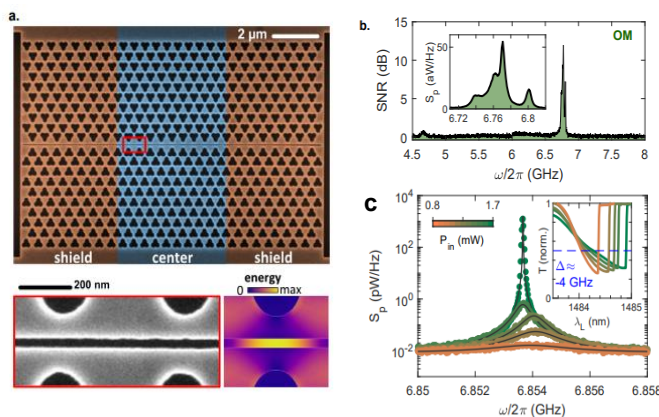 a.
2 μm
shield
center
shield
200 nm
energy
0
max
b.
OM
SNR (dB)
15
10
5
0
4.5
5
5.5
6
6.5
7
7.5
8
ω/2π (GHz)
S_p (aW/Hz)
50
0
6.72
6.76
6.8
c
S_p (pW/Hz)
10^4
10^2
10^0
10^-2
6.85
6.852
6.854
6.856
6.858
ω/2π (GHz)
0.8
1.7
P_in (mW)
T (norm.)
1
0
Δ≈
-4 GHz
1484
1485
λ_L (nm)